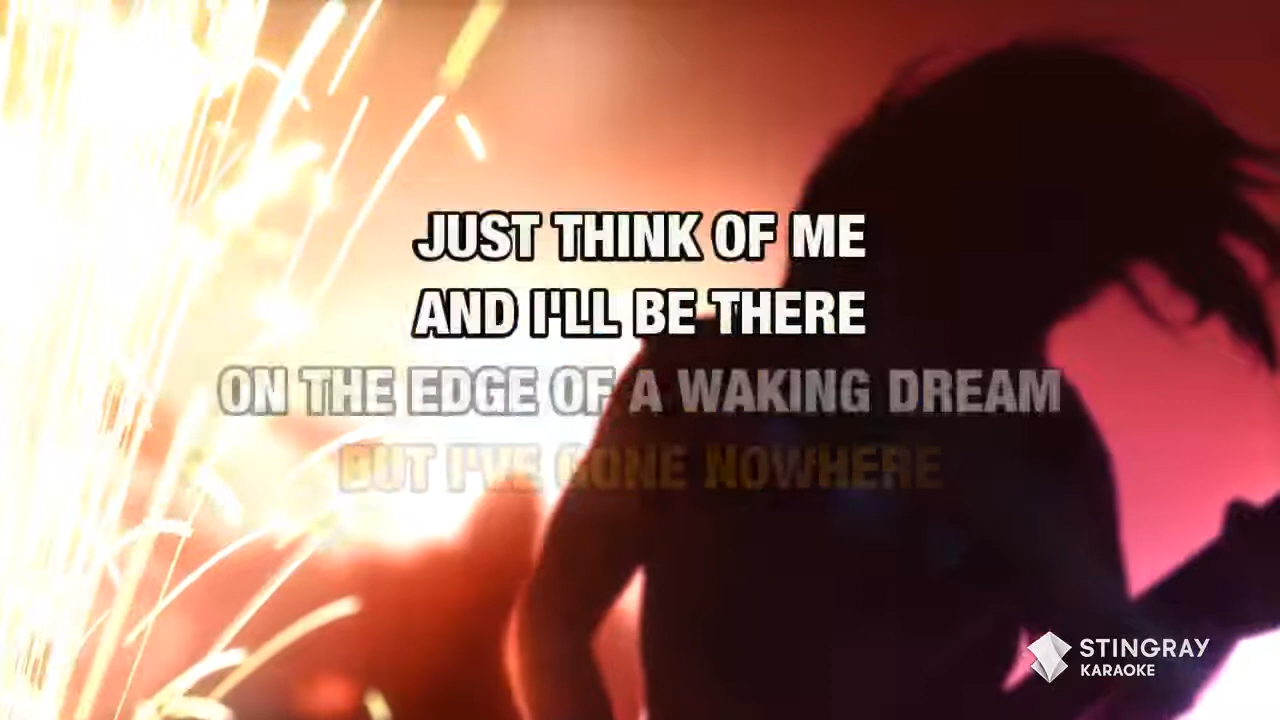 JUST THINK OF ME
AND I'LL BE THERE
ON THE EDGE OF A WAKING DREAM
BUT I'VE GONE NOWHERE
STINGRAY
KARAOKE